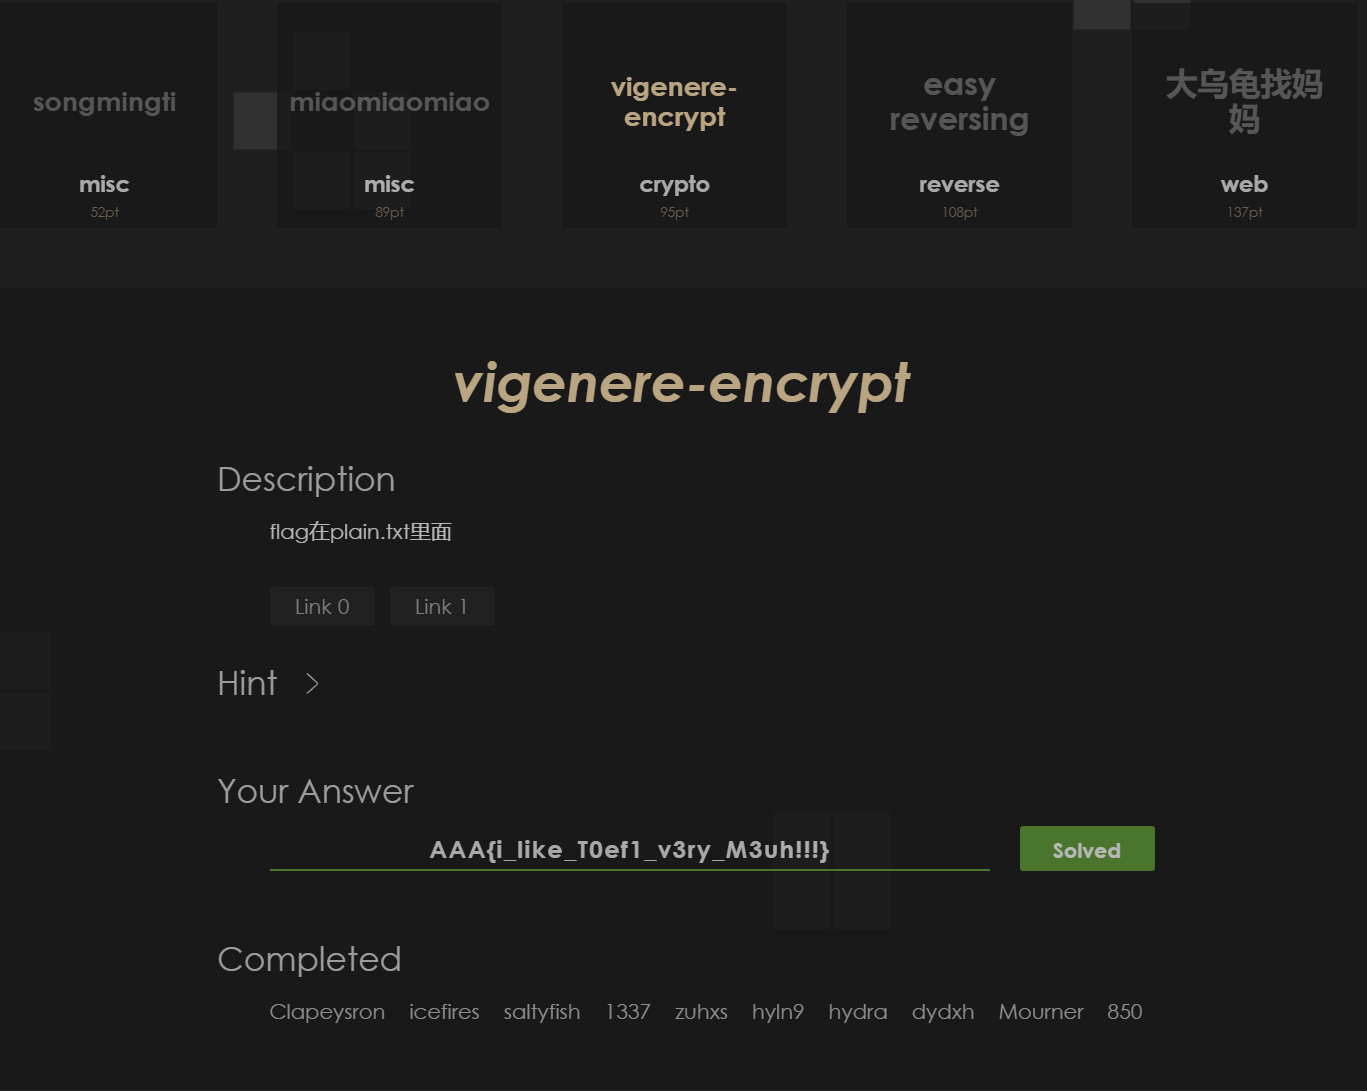 songmingti
misc
52pt
miaomiaomiao
misc
89pt
vigenere-
encrypt
crypto
95pt
easy
reversing
reverse
108pt
大乌龟找妈
妈
web
137pt
vigenere-encrypt
Description
flag在plain.txt里面
Link 0 Link 1
Hint
Your Answer
AAA{i_like_T0ef1_v3ry_M3uh!!!} Solved
Completed
Clapeysron icefires saltyfish 1337 zuhxs hyln9 hydra dydxh Mourner 850